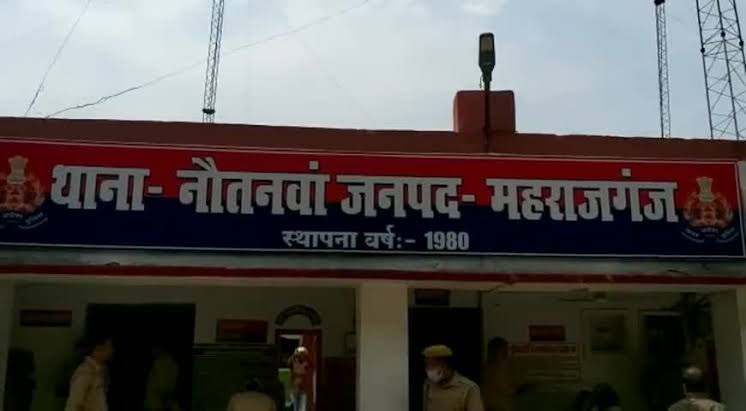 थाना- नौतनवां जनपद- महराजगंज
स्थापना वर्षः- 1980